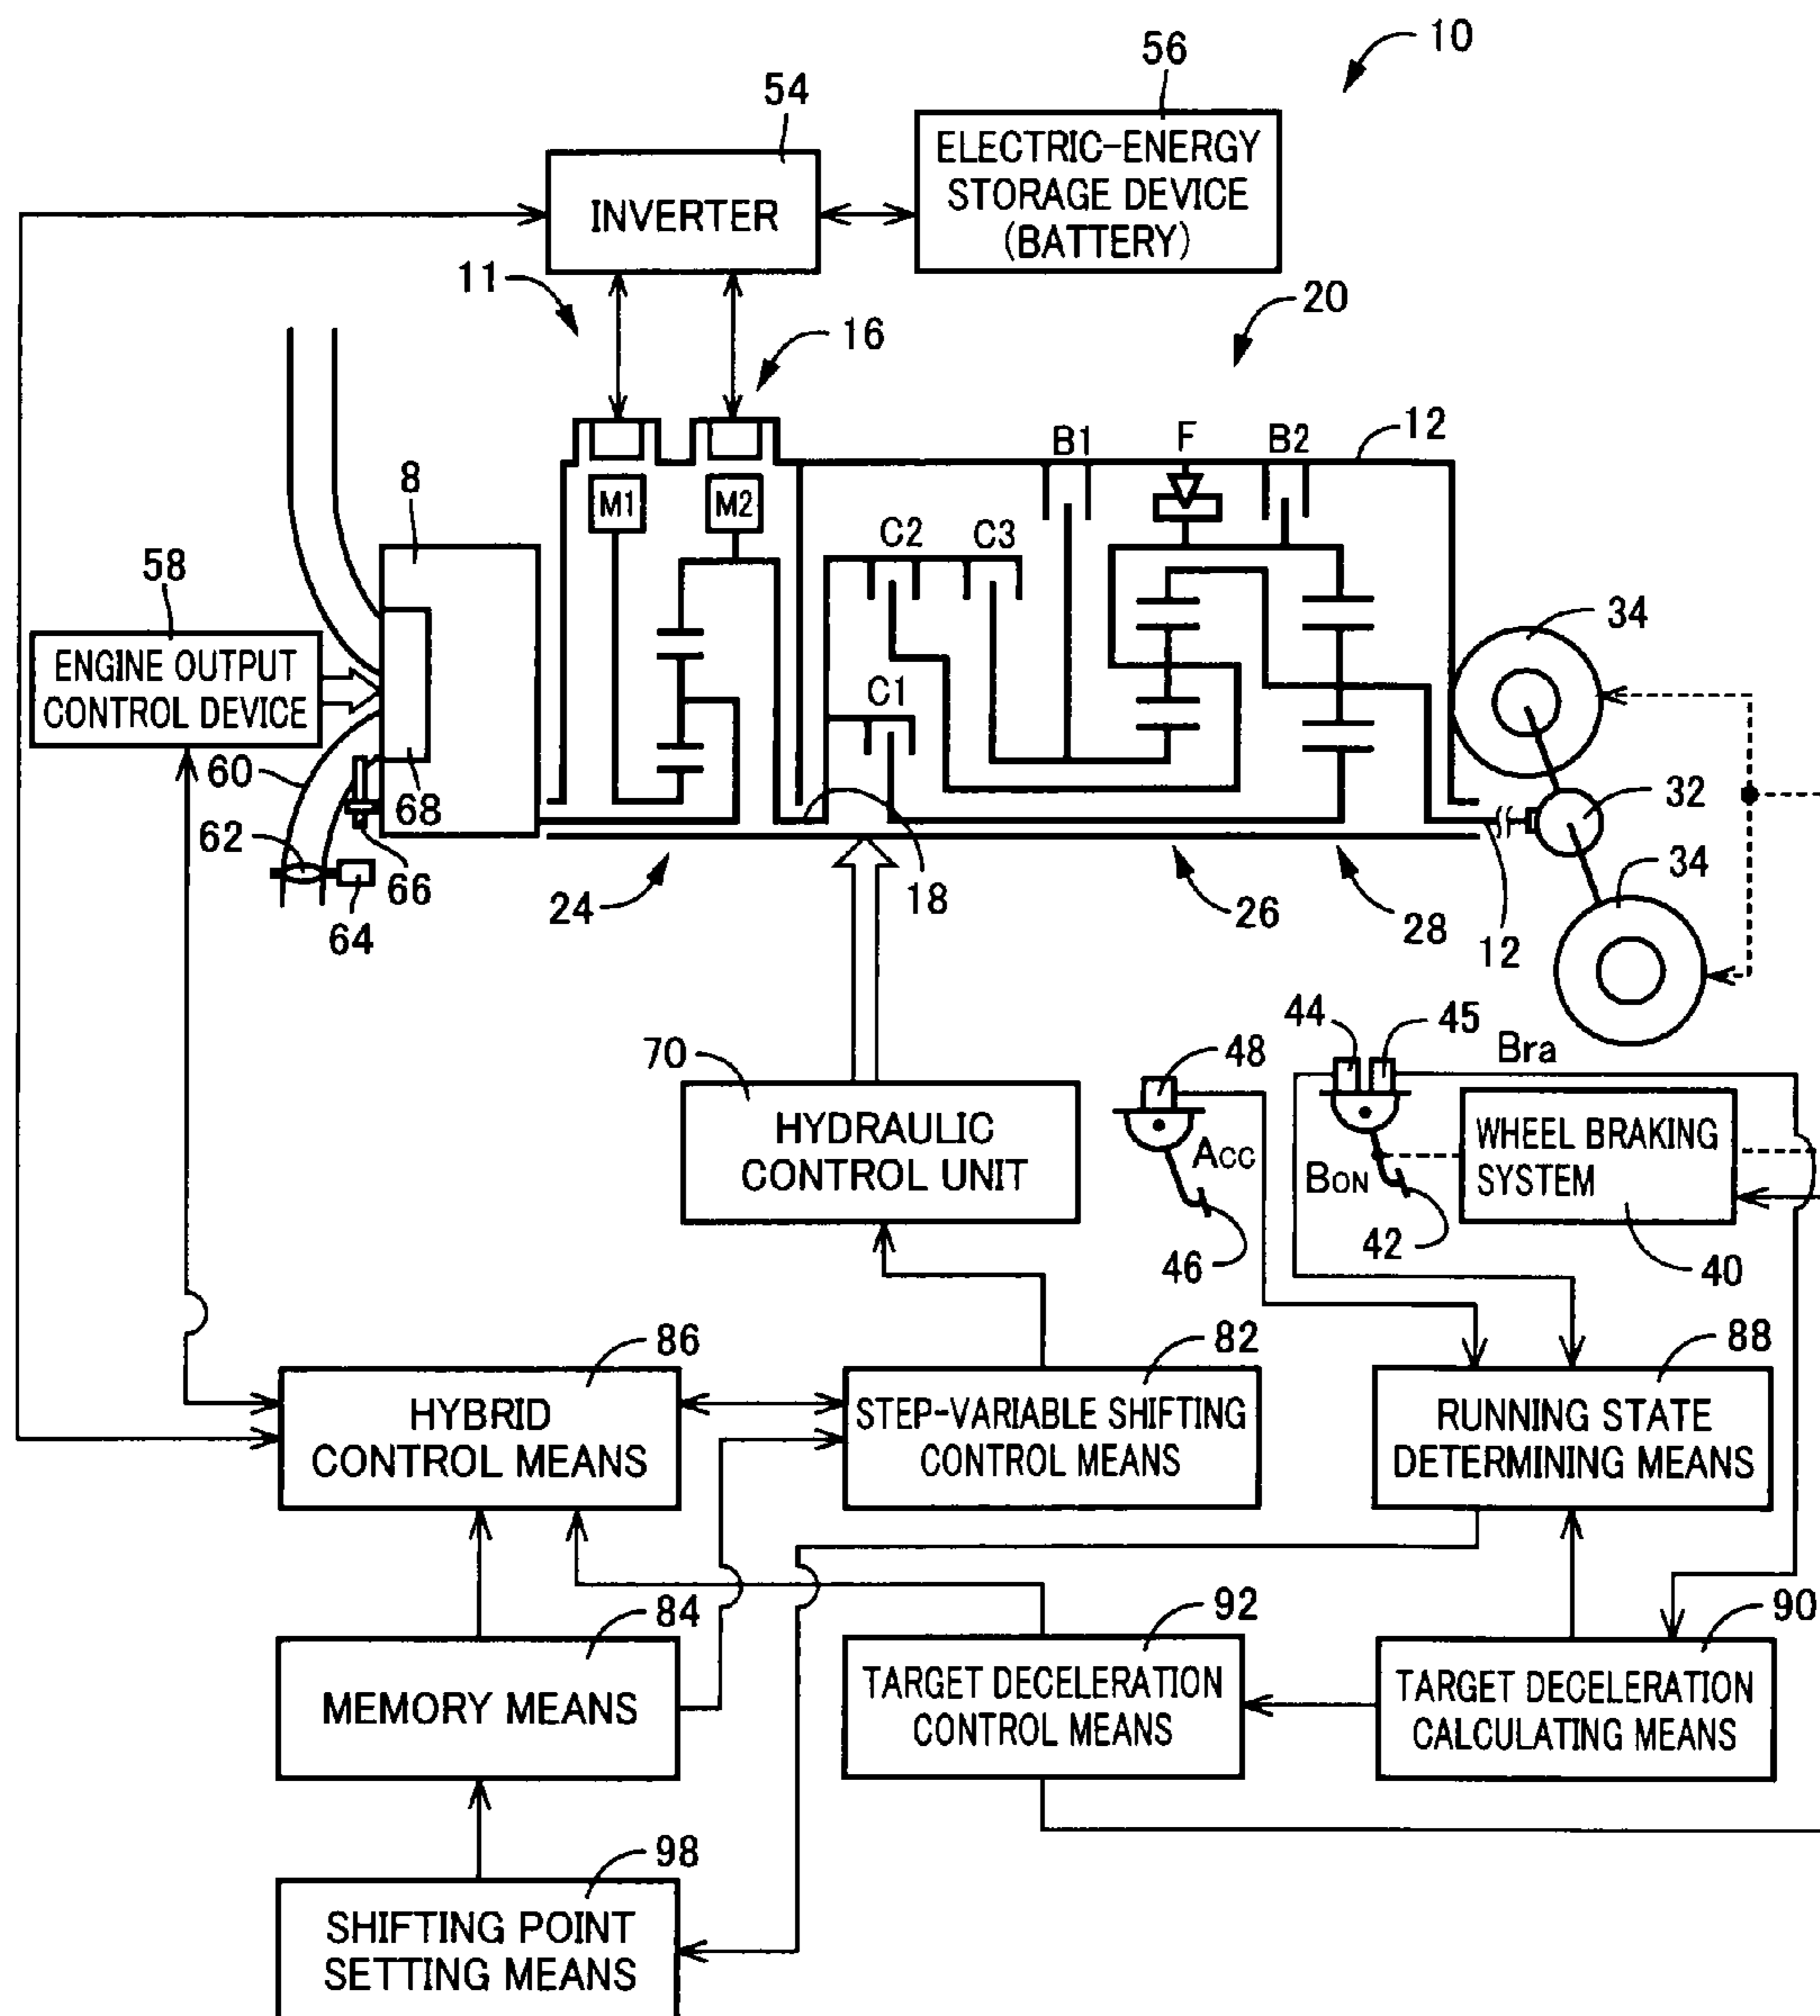 10
56
54
ELECTRIC-ENERGY
STORAGE DEVICE
(BATTERY)
INVERTER
11
20
16
12
B1
F
B2
8
M1
M2
C2
C3
58
34
ENGINE OUTPUT
CONTROL DEVICE
C1
60
68
32
62
66
18
34
24
26
28
64
12
44
45
48
Bra
70
HYDRAULIC
CONTROL UNIT
WHEEL BRAKING
SYSTEM
ACC
BON
46
42
40
86
82
88
HYBRID
CONTROL MEANS
STEP-VARIABLE SHIFTING
CONTROL MEANS
RUNNING STATE
DETERMINING MEANS
84
92
90
MEMORY MEANS
TARGET DECELERATION
CONTROL MEANS
TARGET DECELERATION
CALCULATING MEANS
98
SHIFTING POINT
SETTING MEANS